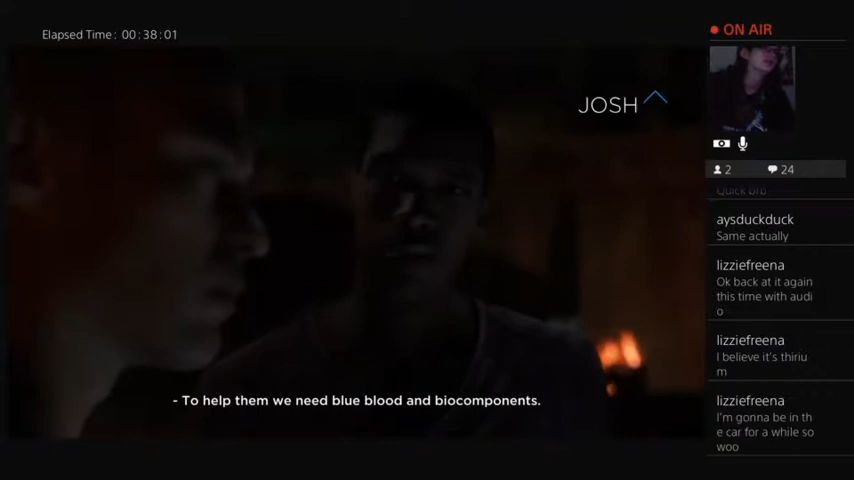 Elapsed Time: 00:38:01
ON AIR
JOSH
2
24
Quick brb
aysduckduck
Same actually
lizziefreena
Ok back at it again
this time with audi
o
lizziefreena
I believe it's thiriu
m
lizziefreena
I'm gonna be in th
e car for a while so
woo
- To help them we need blue blood and biocomponents.